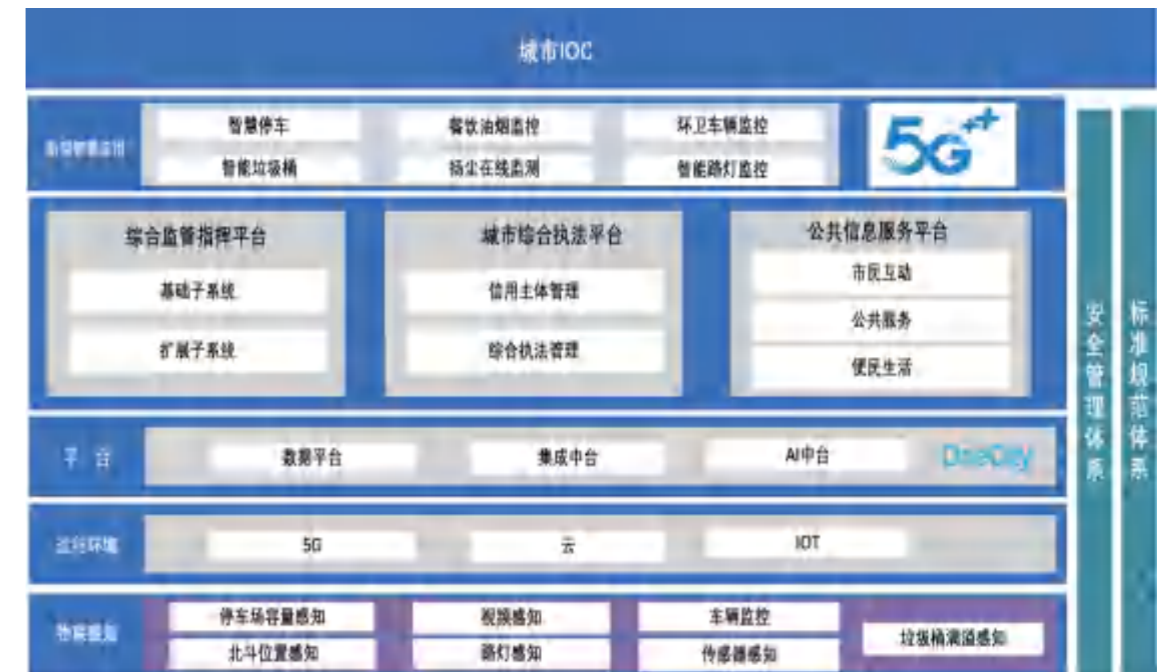 城市IOC
智慧停车 餐饮油烟监控 环卫车辆监控
5G++
智能垃圾桶 扬尘在线监测 智能路灯监控
综合监管指挥平台 城市综合执法平台 公共信息服务平台
市民互动
基础子系统 信用主体管理
公共服务
扩展子系统 综合执法管理
便民生活
平台 数据平台 集成中台 AI中台 OneCity
运行环境 5G 云 IOT
物联感知 停车场容量感知 视频感知 车辆监控
垃圾桶满溢感知
北斗位置感知 路灯感知 传感器感知
安全管理体系
标准规范体系